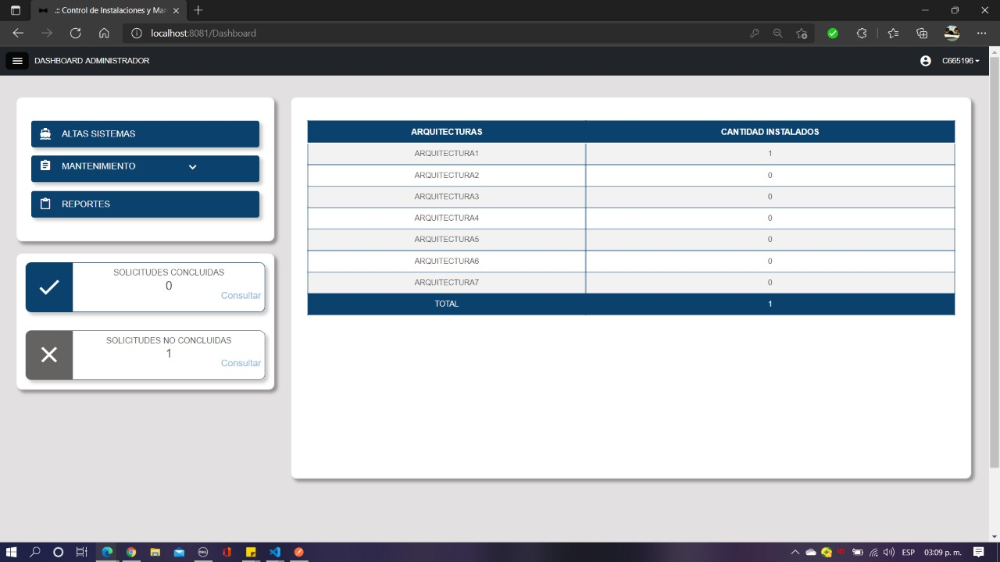 .:: Control de Instalaciones y Mar
localhost:8081/Dashboard
DASHBOARD ADMINISTRADOR
C665196
ALTAS SISTEMAS
MANTENIMIENTO
REPORTES
SOLICITUDES CONCLUIDAS
0
Consultar
SOLICITUDES NO CONCLUIDAS
1
Consultar
ARQUITECTURAS CANTIDAD INSTALADOS
ARQUITECTURA1 1
ARQUITECTURA2 0
ARQUITECTURA3 0
ARQUITECTURA4 0
ARQUITECTURA5 0
ARQUITECTURA6 0
ARQUITECTURA7 0
TOTAL 1
ESP 03:09 p. m.